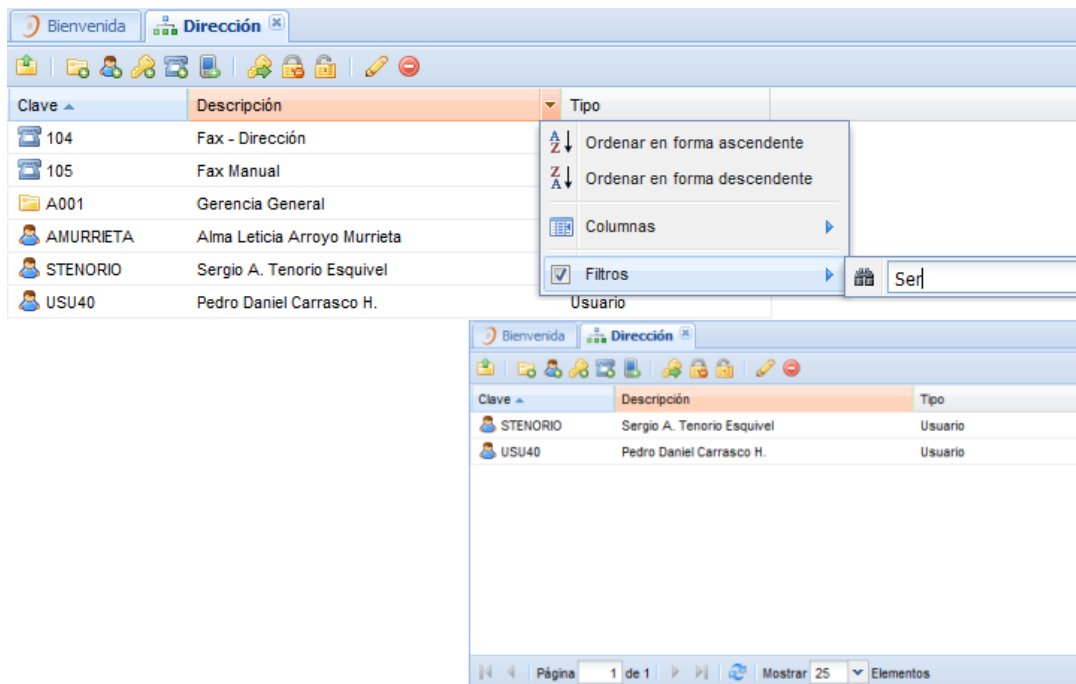 Bienvenida Dirección
Clave Descripción Tipo
104 Fax - Dirección
105 Fax Manual
A001 Gerencia General
AMURRIETA Alma Leticia Arroyo Murrieta
STENORIO Sergio A. Tenorio Esquivel
USU40 Pedro Daniel Carrasco H. Usuario
Ordenar en forma ascendente
Ordenar en forma descendente
Columnas
Filtros
Ser
Bienvenida Dirección
Clave Descripción Tipo
STENORIO Sergio A. Tenorio Esquivel Usuario
USU40 Pedro Daniel Carrasco H. Usuario
Página 1 de 1 Mostrar 25 Elementos